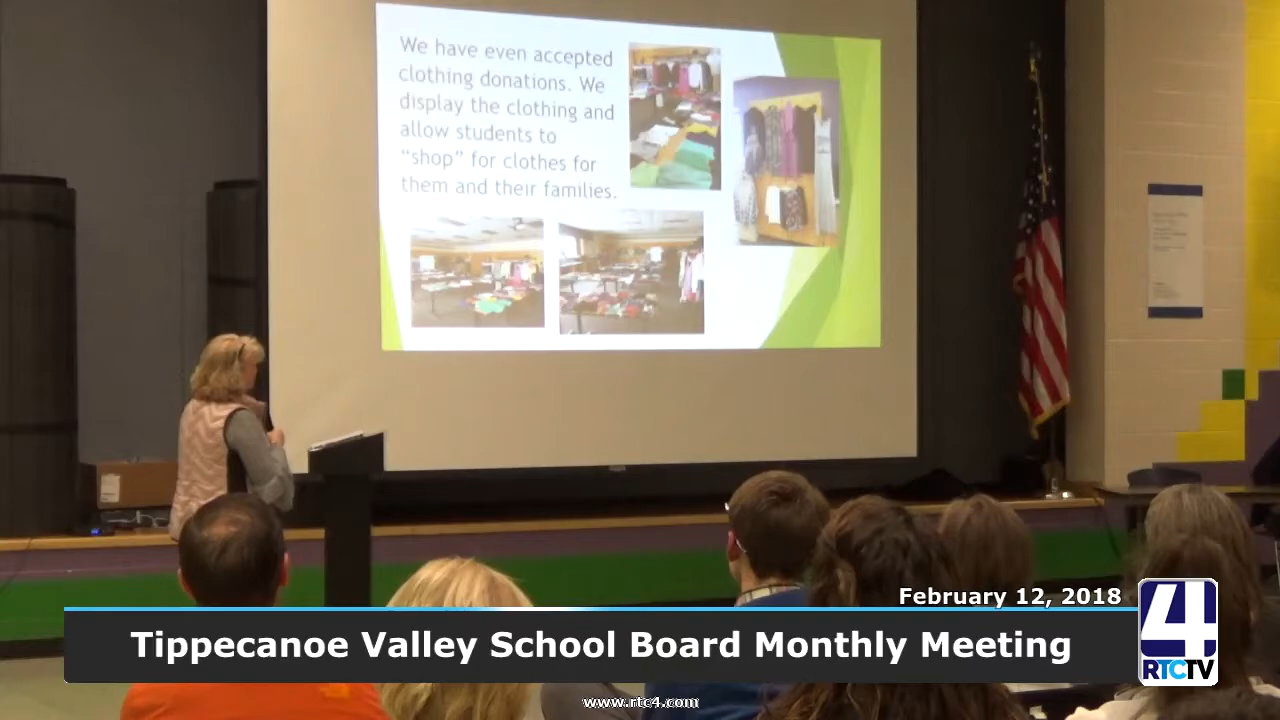 We have even accepted
clothing donations. We
display the clothing and
allow students to
“shop” for clothes for
them and their families.
February 12, 2018
Tippecanoe Valley School Board Monthly Meeting
4
RTCTV
www.rtc4.com